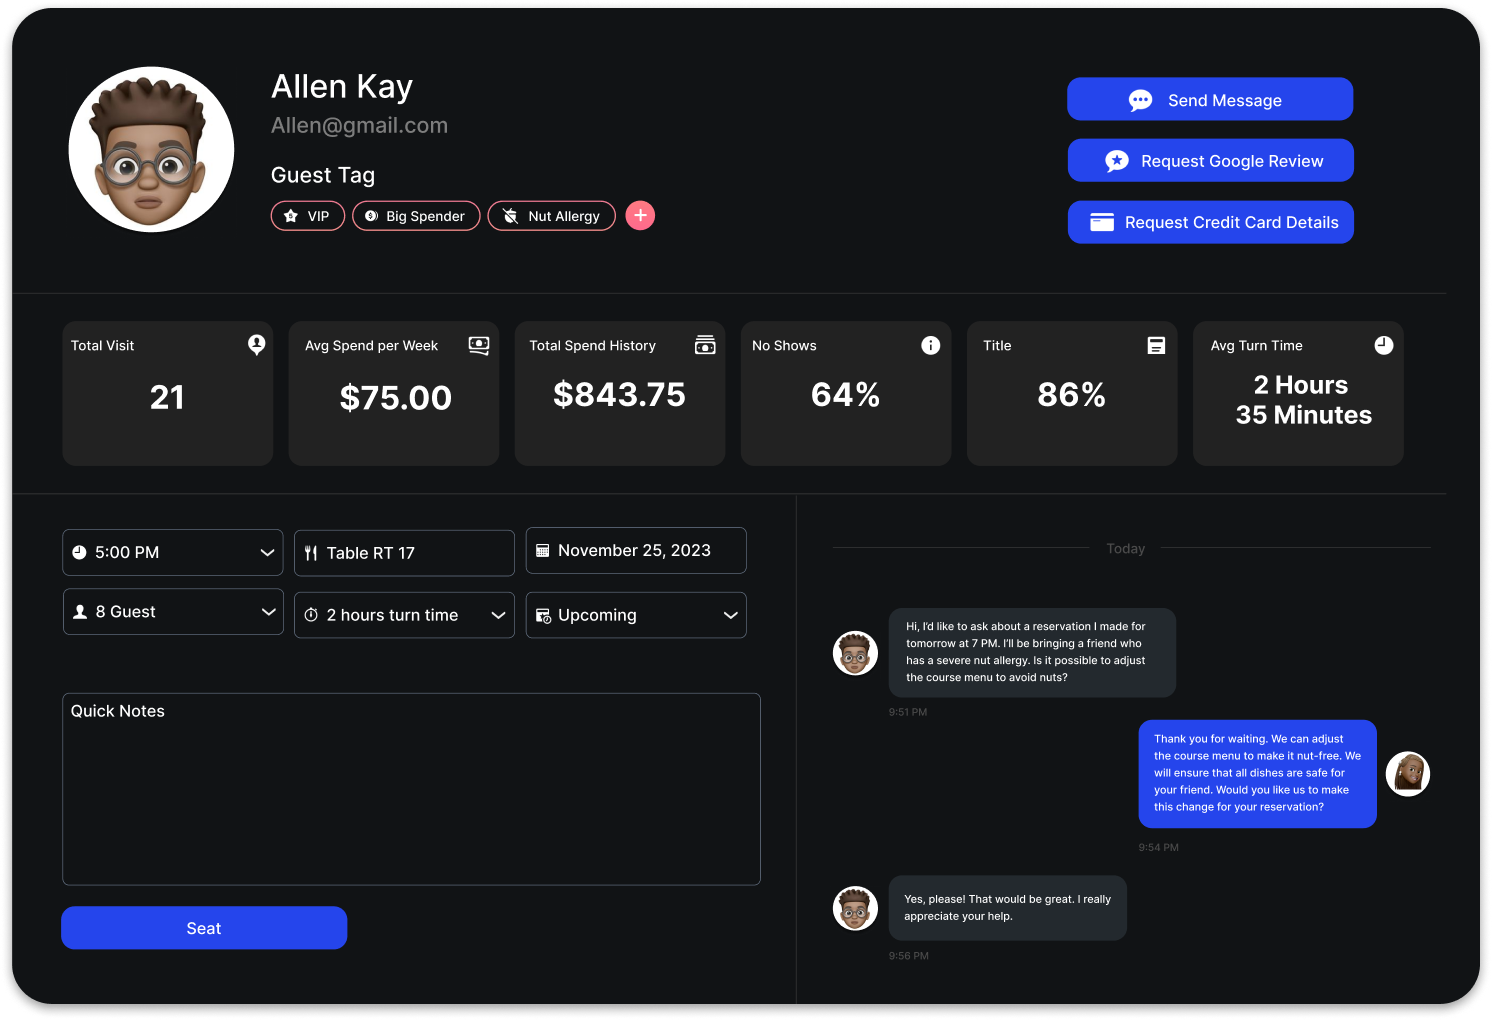 Allen Kay
Allen@gmail.com
Guest Tag
VIP
Big Spender
Nut Allergy
Send Message
Request Google Review
Request Credit Card Details
Total Visit
21
Avg Spend per Week
$75.00
Total Spend History
$843.75
No Shows
64%
Title
86%
Avg Turn Time
2 Hours
35 Minutes
5:00 PM
Table RT 17
November 25, 2023
8 Guest
2 hours turn time
Upcoming
Quick Notes
Seat
Today
Hi, I'd like to ask about a reservation I made for
tomorrow at 7 PM. I'll be bringing a friend who
has a severe nut allergy. Is it possible to adjust
the course menu to avoid nuts?
9:51 PM
Thank you for waiting. We can adjust
the course menu to make it nut-free. We
will ensure that all dishes are safe for
your friend. Would you like us to make
this change for your reservation?
9:54 PM
Yes, please! That would be great. I really
appreciate your help.
9:56 PM